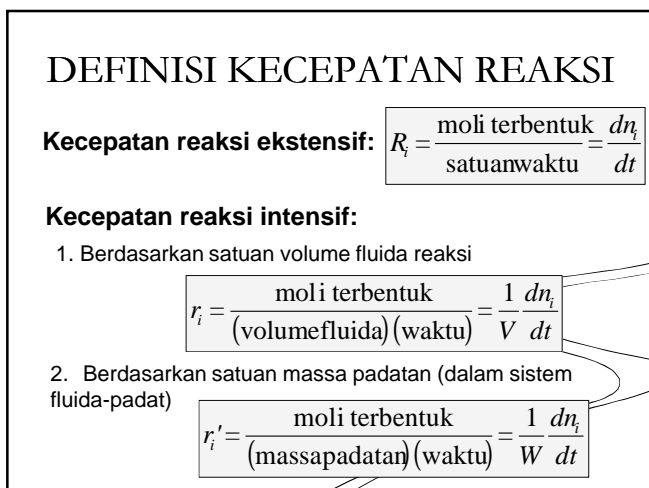 DEFINISI KECEPATAN REAKSI
Kecepatan reaksi ekstensif: R_i = moli terbentuk / satuanwaktu = dn_i / dt
Kecepatan reaksi intensif:
1. Berdasarkan satuan volume fluida reaksi
r_i = moli terbentuk / (volumefluida)(waktu) = 1/V dn_i/dt
2. Berdasarkan satuan massa padatan (dalam sistem
fluida-padat)
r_i' = moli terbentuk / (massapadatan)(waktu) = 1/W dn_i/dt